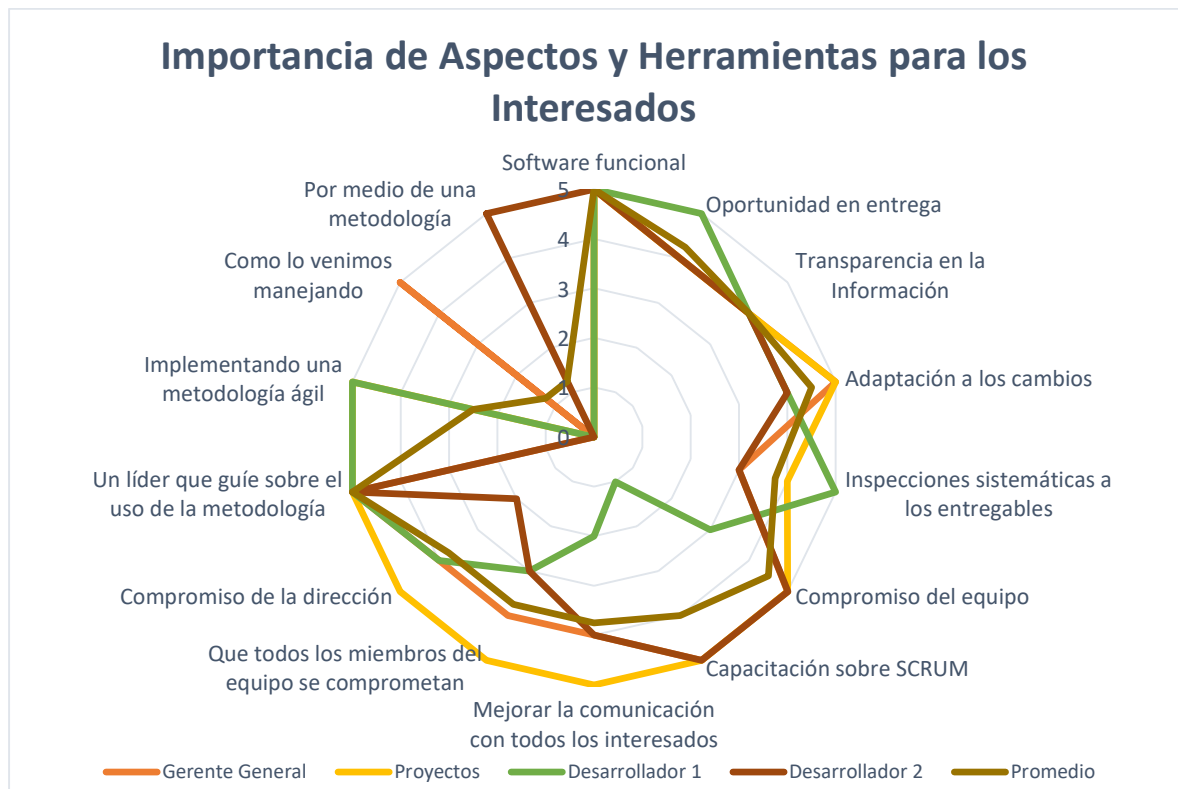 Importancia de Aspectos y Herramientas para los
Interesados
Software funcional
Oportunidad en entrega
Transparencia en la
Información
Adaptación a los cambios
Inspecciones sistemáticas a
los entregables
Compromiso del equipo
Capacitación sobre SCRUM
Mejorar la comunicación
con todos los interesados
Que todos los miembros del
equipo se comprometan
Compromiso de la dirección
Un líder que guíe sobre el
uso de la metodología
Implementando una
metodología ágil
Como lo venimos
manejando
Por medio de una
metodología
5
4
3
2
1
0
Gerente General
Proyectos
Desarrollador 1
Desarrollador 2
Promedio